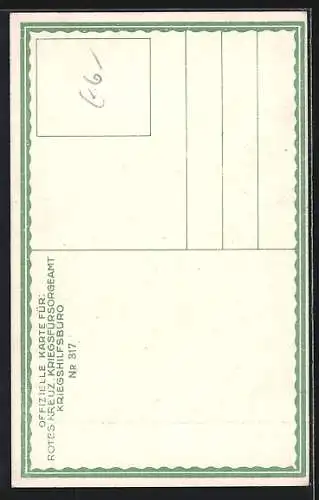 OFFIZIELLE KARTE FÜR:
ROTES KREUZ, KRIEGSFÜRSORGEAMT
KRIEGSHILFSBÜRO
NR 317